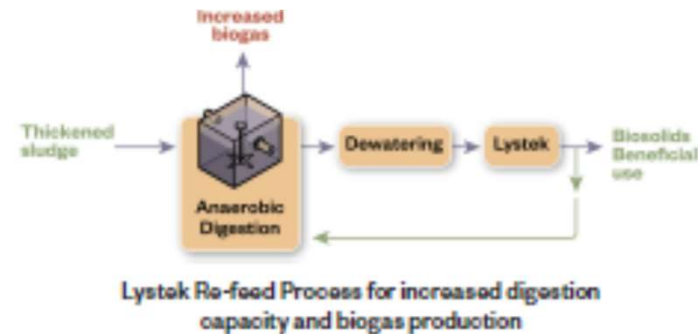 Increased
biogas
Thickened
sludge
Anaerobic
Digestion
Dewatering
Lystek
Biosolids
Beneficial
use
Lystek Re-feed Process for increased digestion
capacity and biogas production